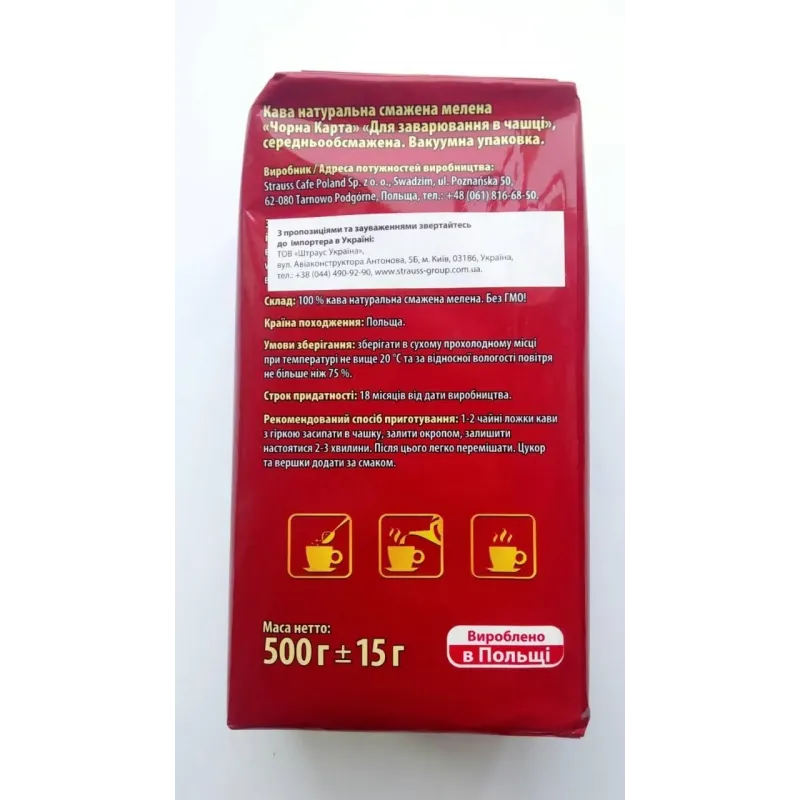 Кава натуральна смажена мелена
«Чорна Карта» «Для заварювання в чашці»,
середньообсмажена. Вакуумна упаковка.
Виробник / Адреса потужностей виробництва:
Strauss Cafe Poland Sp. z o. o., Swadzim, ul. Poznańska 50,
62-080 Tarnowo Podgórne, Польща, тел.: +48 (061) 816-68-50.
З пропозиціями та зауваженнями звертайтесь
до імпортера в Україні:
ТОВ «Штраус Україна»,
вул. Авіаконструктора Антонова, 5Б, м. Київ, 03186, Україна,
тел.: +38 (044) 490-92-90, www.strauss-group.com.ua.
Склад: 100 % кава натуральна смажена мелена. Без ГМО!
Країна походження: Польща.
Умови зберігання: зберігати в сухому прохолодному місці
при температурі не вище 20 °С та за відносної вологості повітря
не більше ніж 75 %.
Строк придатності: 18 місяців від дати виробництва.
Рекомендований спосіб приготування: 1-2 чайні ложки кави
з гіркою засипати в чашку, залити окропом, залишити
настоятися 2-3 хвилини. Після цього легко перемішати. Цукор
та вершки додати за смаком.
Маса нетто:
500 г ± 15 г
Вироблено
в Польщі